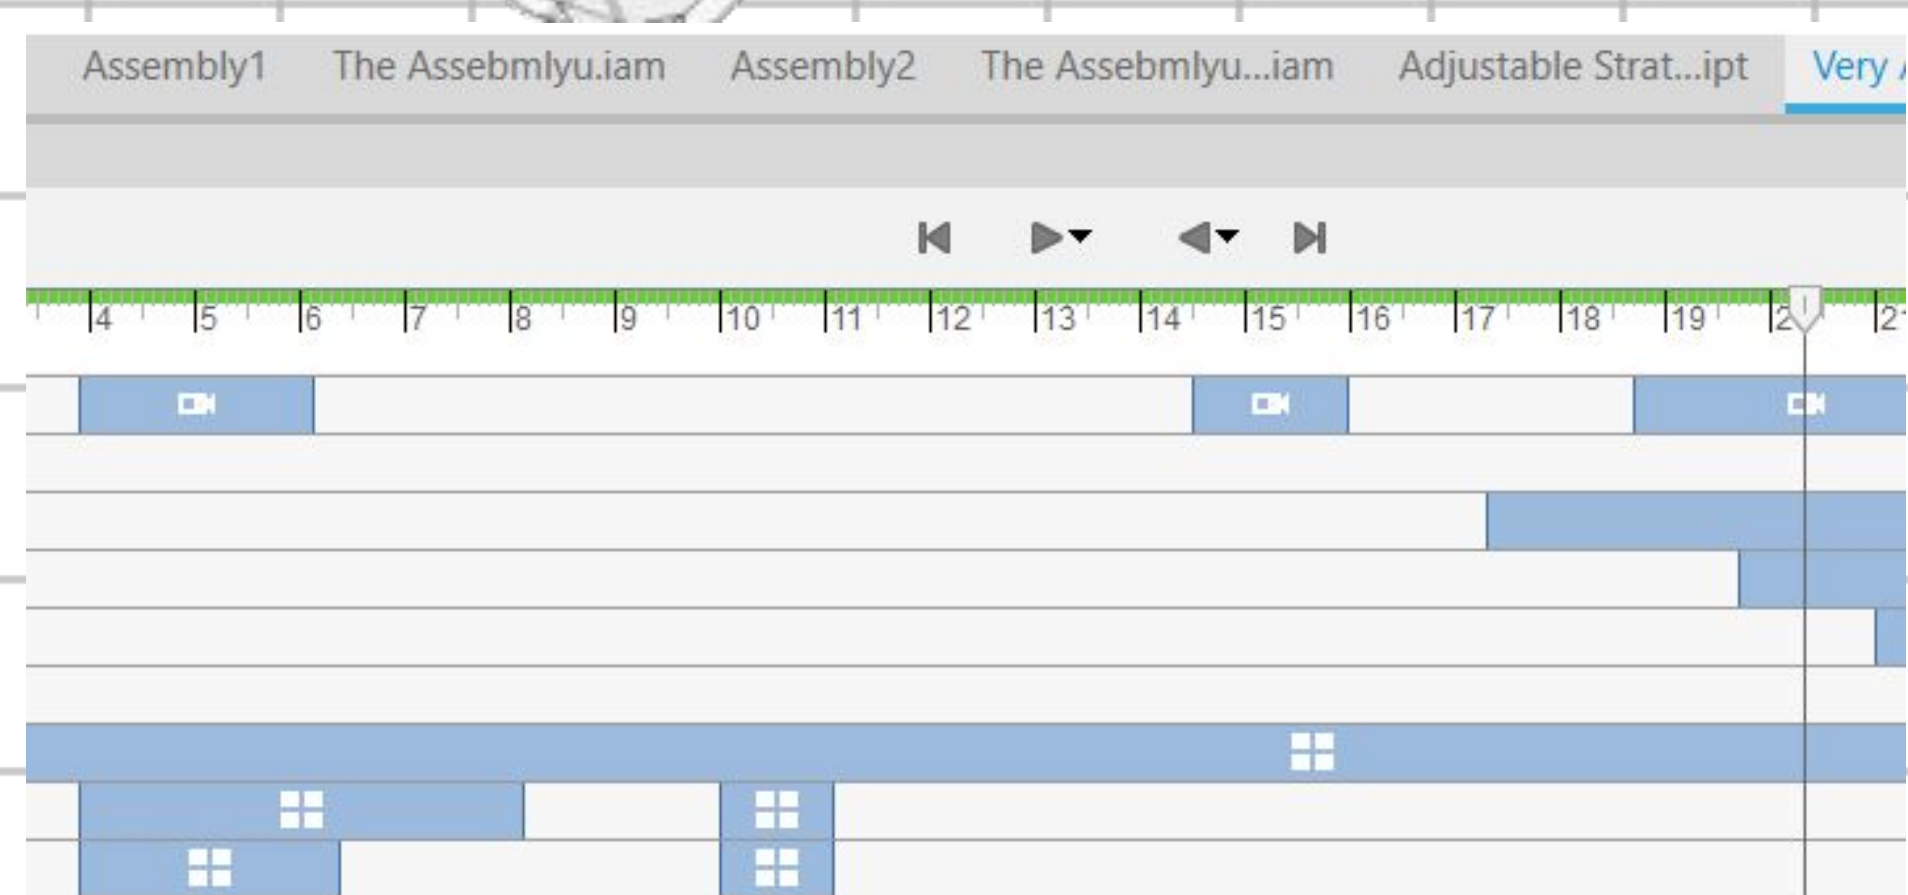 Assembly1 The Assebmlyu.iam Assembly2 The Assebmlyu...iam Adjustable Strat...ipt Very
4 5 6 7 8 9 10 11 12 13 14 15 16 17 18 19